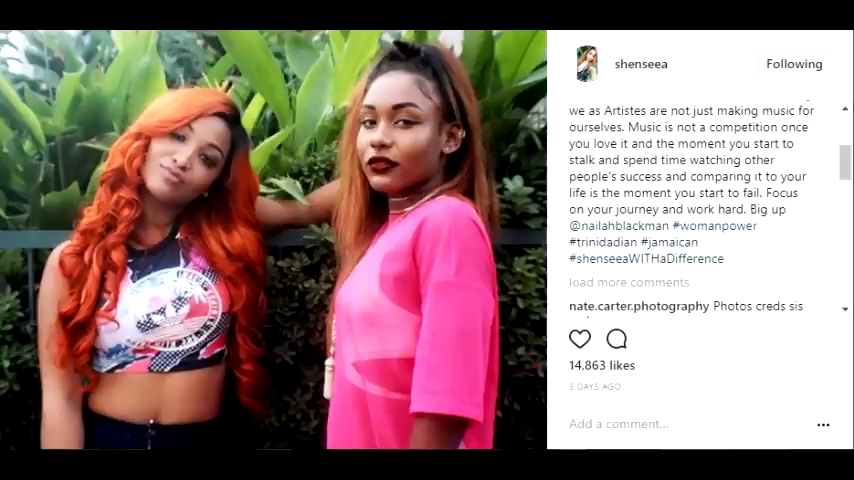 shenseea
Following
we as Artistes are not just making music for
ourselves. Music is not a competition once
you love it and the moment you start to
stalk and spend time watching other
people's success and comparing it to your
life is the moment you start to fail. Focus
on your journey and work hard. Big up
@nailahblackman #womanpower
#trinidadian #jamaican
#shenseeaWITHaDifference
load more comments
nate.carter.photography Photos creds sis
14,863 likes
3 DAYS AGO
Add a comment...